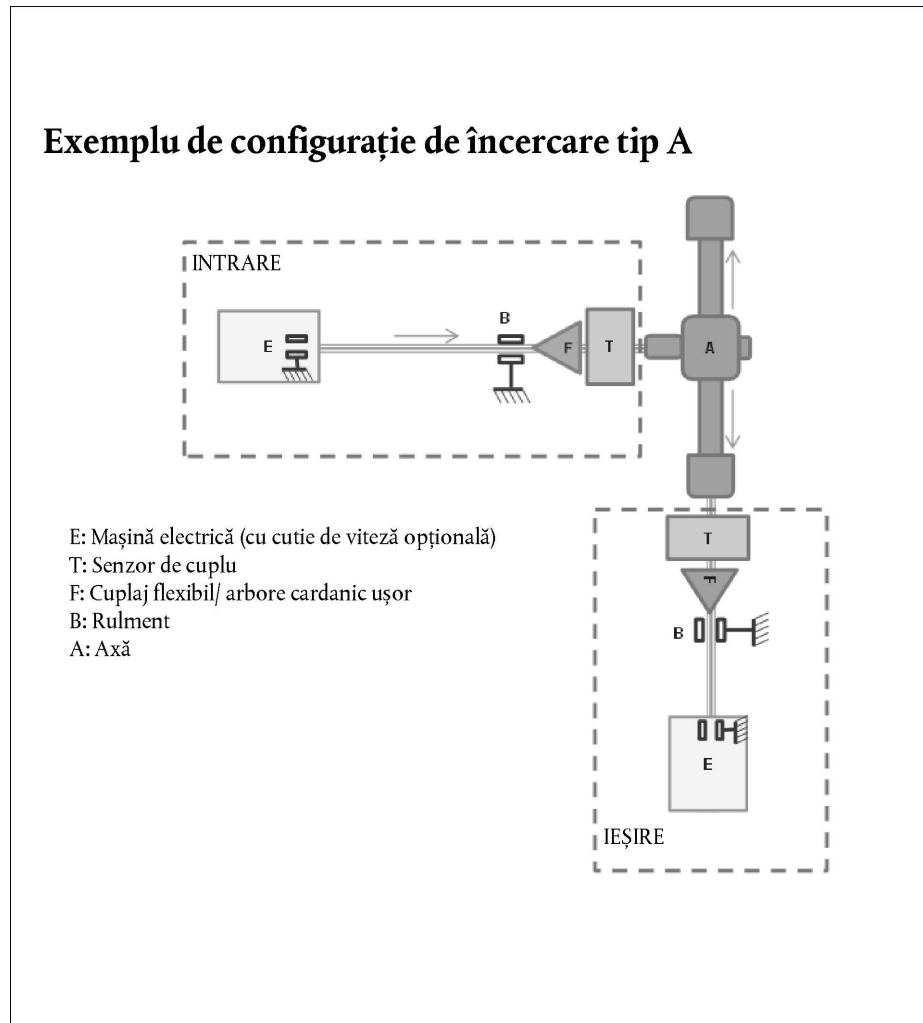 Exemplu de configurație de încercare tip A
INTRARE
E
B
F
T
A
E: Mașină electrică (cu cutie de viteză opțională)
T: Senzor de cuplu
F: Cuplaj flexibil/ arbore cardanic ușor
B: Rulment
A: Axă
T
F
B
E
IEȘIRE